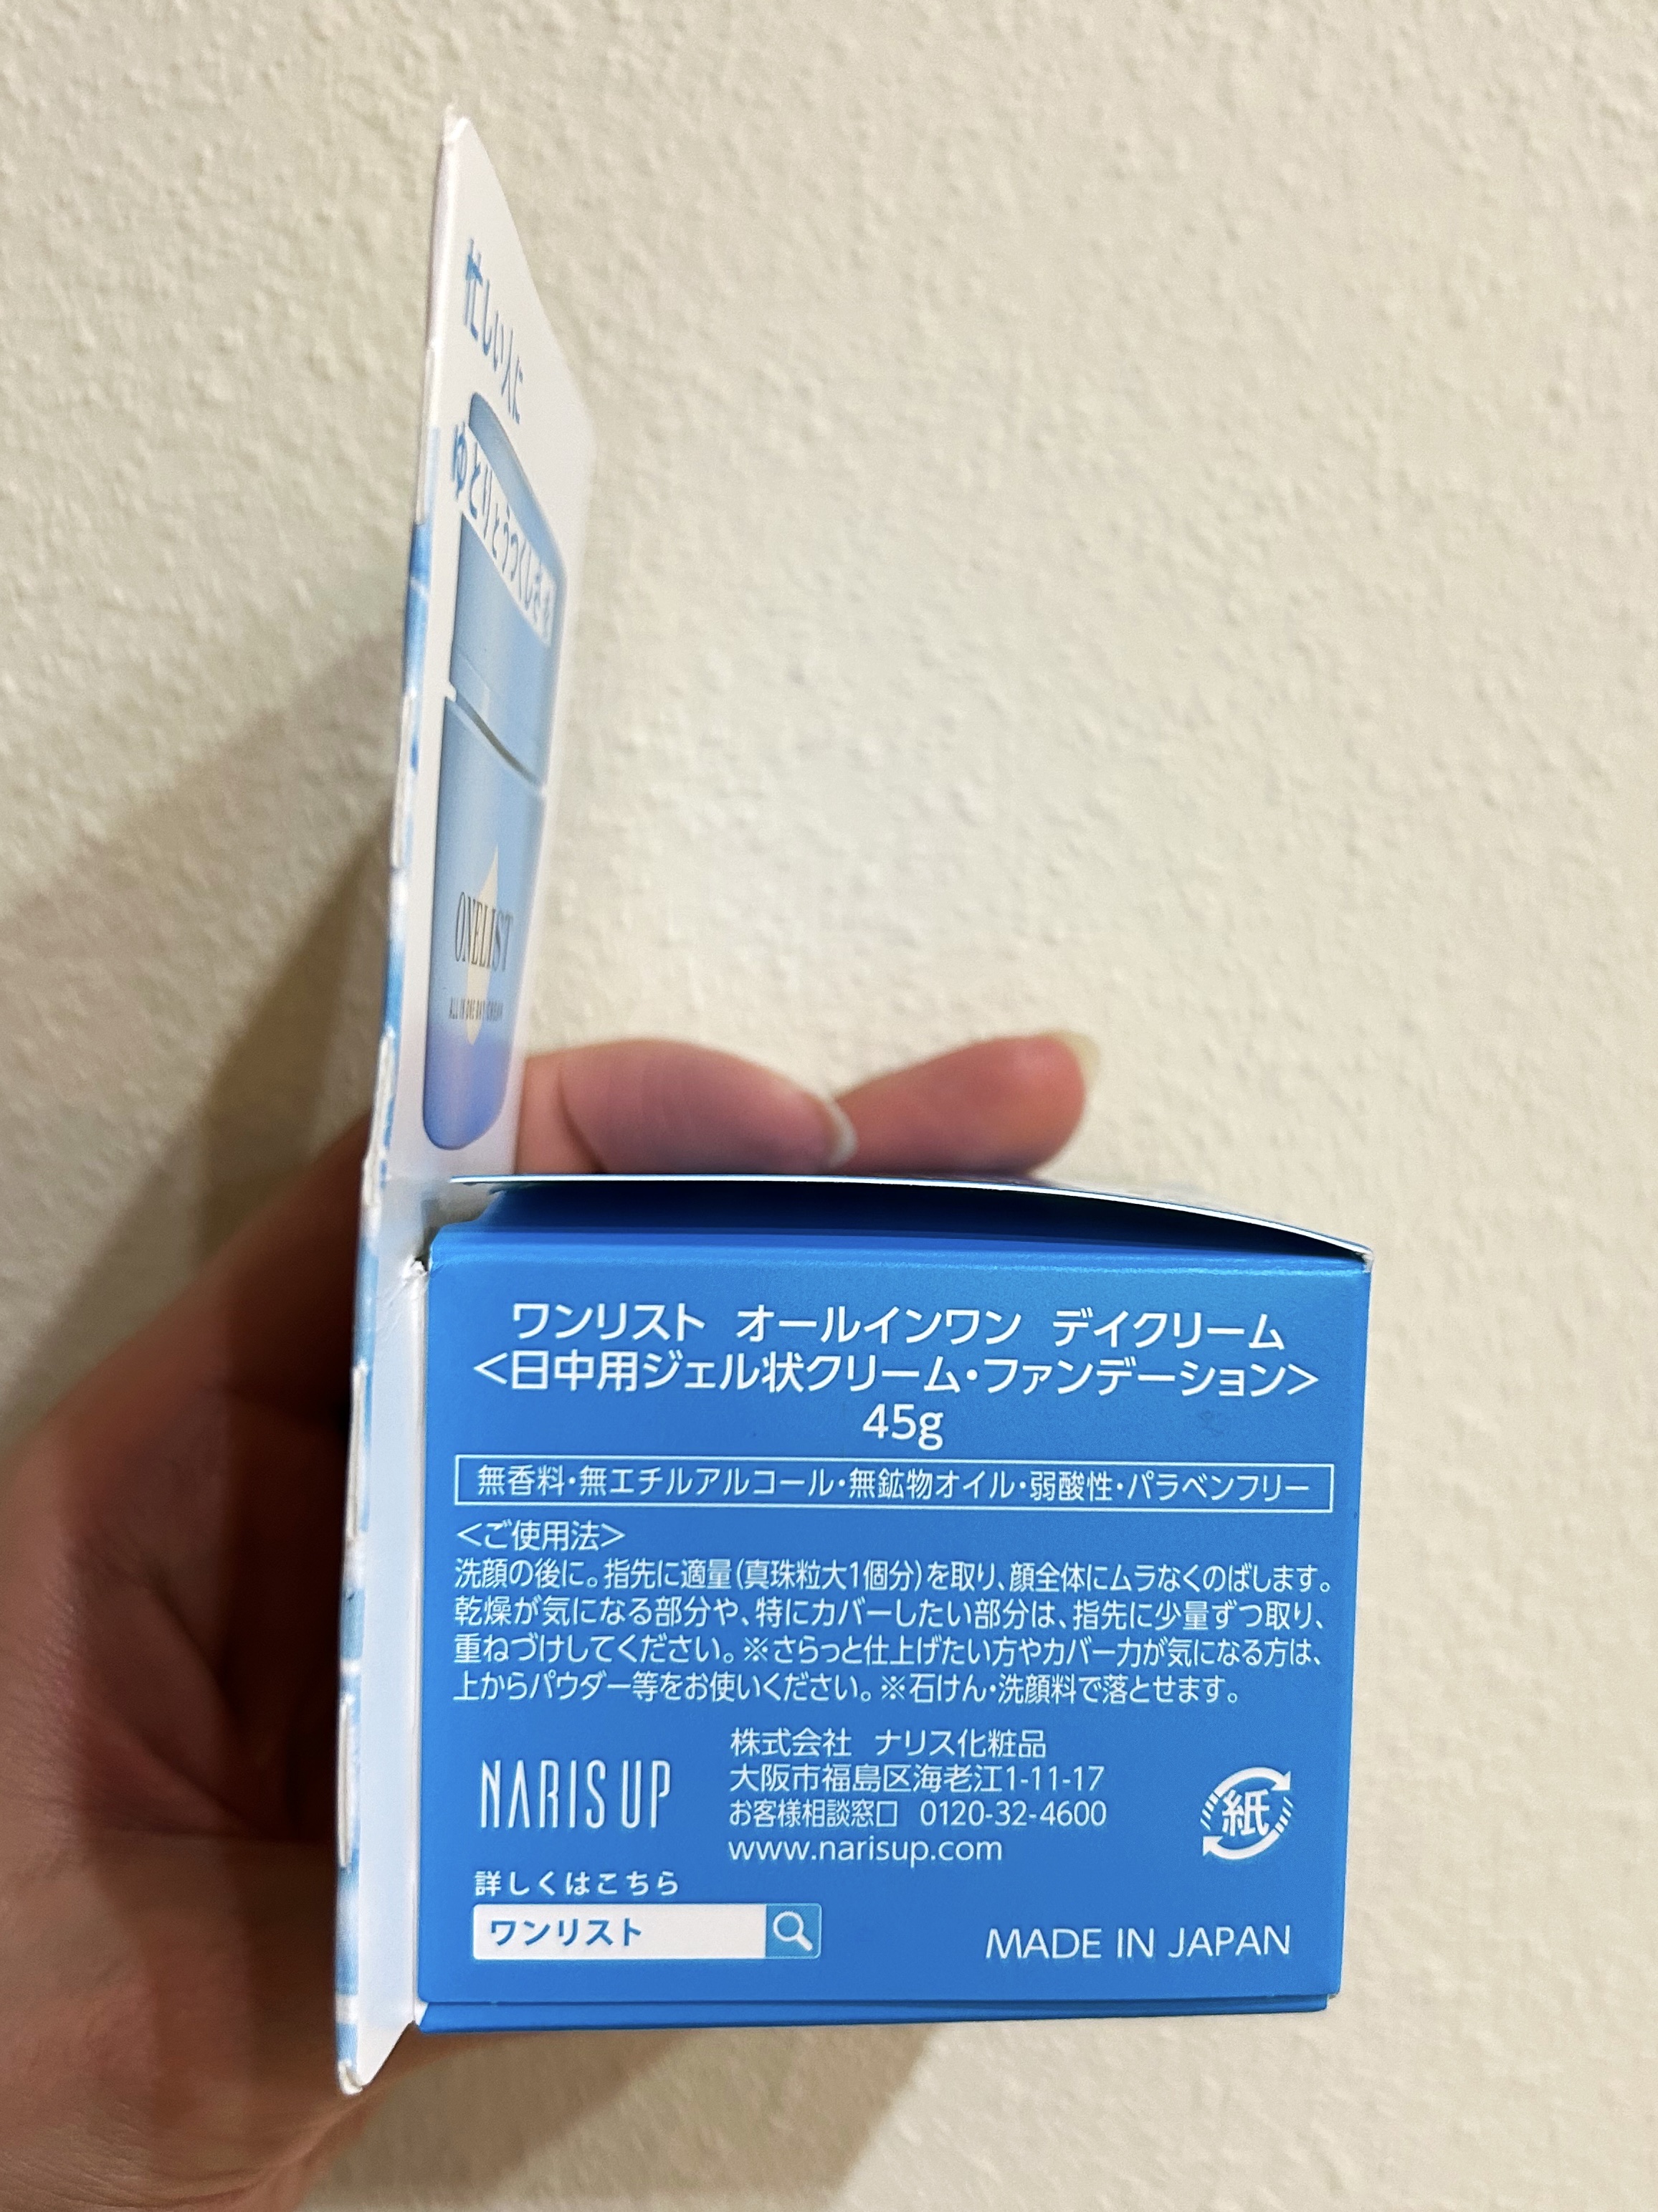 忙しい人に
ゆとりとうつくしさを
ONELIST
ワンリスト オールインワン デイクリーム
<日中用ジェル状クリーム・ファンデーション>
45g
無香料・無エチルアルコール・無鉱物オイル・弱酸性・パラベンフリー
<ご使用法>
洗顔の後に。指先に適量(真珠粒大1個分)を取り、顔全体にムラなくのばします。
乾燥が気になる部分や、特にカバーしたい部分は、指先に少量ずつ取り、
重ねづけしてください。※さらっと仕上げたい方やカバー力が気になる方は、
上からパウダー等をお使いください。※石けん・洗顔料で落とせます。
NARIS UP
株式会社 ナリス化粧品
大阪市福島区海老江1-11-17
お客様相談窓口 0120-32-4600
www.narisup.com
紙
詳しくはこちら
ワンリスト
MADE IN JAPAN